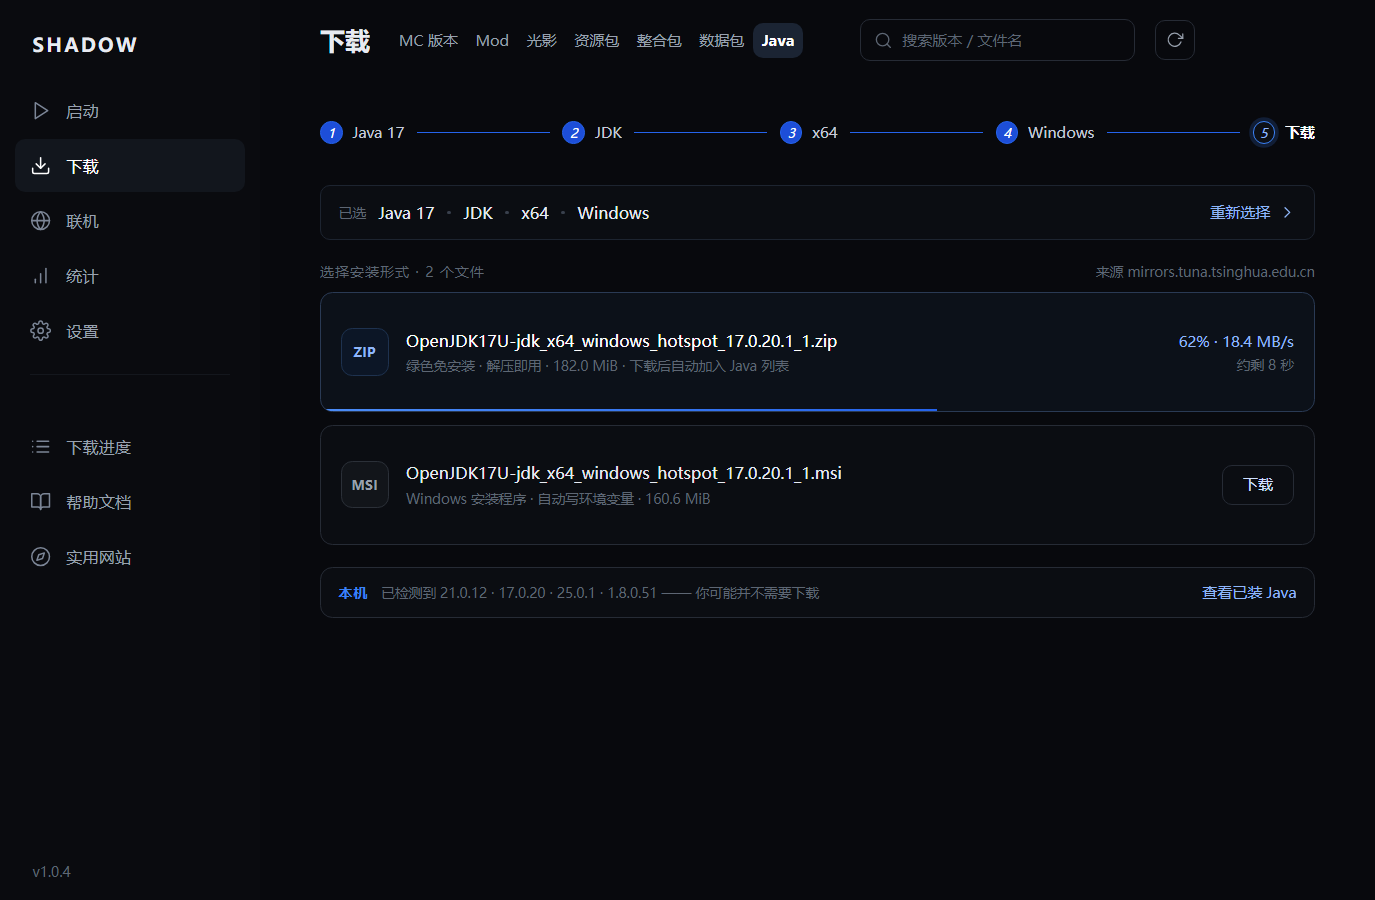 SHADOW
启动
下载
联机
统计
设置
下载进度
帮助文档
实用网站
v1.0.4
下载
MC 版本 Mod 光影 资源包 整合包 数据包 Java
搜索版本 / 文件名
1 Java 17 2 JDK 3 x64 4 Windows 5 下载
已选 Java 17 · JDK · x64 · Windows 重新选择
选择安装形式 · 2 个文件 来源 mirrors.tuna.tsinghua.edu.cn
ZIP
OpenJDK17U-jdk_x64_windows_hotspot_17.0.20.1_1.zip
绿色免安装 · 解压即用 · 182.0 MiB · 下载后自动加入 Java 列表
62% · 18.4 MB/s
约剩 8 秒
MSI
OpenJDK17U-jdk_x64_windows_hotspot_17.0.20.1_1.msi
Windows 安装程序 · 自动写环境变量 · 160.6 MiB
下载
本机 已检测到 21.0.12 · 17.0.20 · 25.0.1 · 1.8.0.51 —— 你可能并不需要下载 查看已装 Java